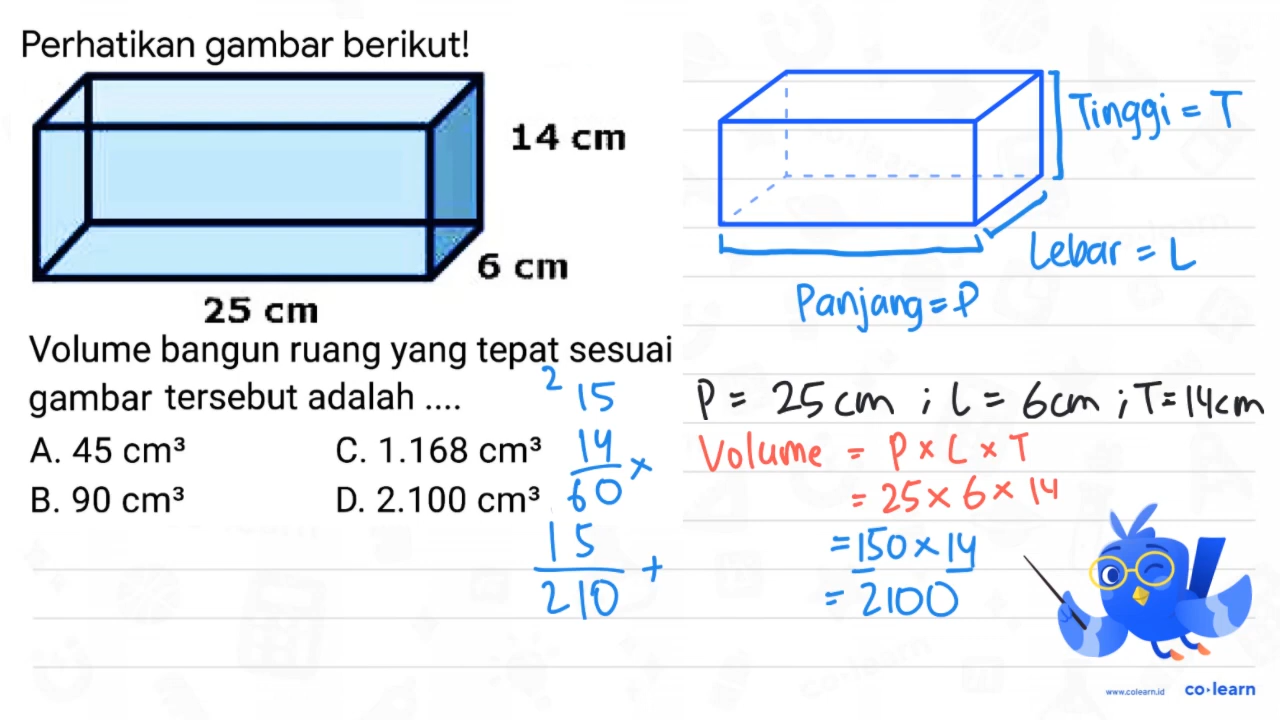 Perhatikan gambar berikut!
14 cm
6 cm
25 cm
Volume bangun ruang yang tepat sesuai
gambar tersebut adalah ....
A. 45 cm³
C. 1.168 cm³
B. 90 cm³
D. 2.100 cm³
2
15
14 ×
60
15 +
210
Tinggi = T
Lebar = L
Panjang = P
P = 25 cm ; L = 6 cm ; T = 14 cm
Volume = P × L × T
= 25 × 6 × 14
= 150 × 14
= 2100
www.colearn.id
co learn